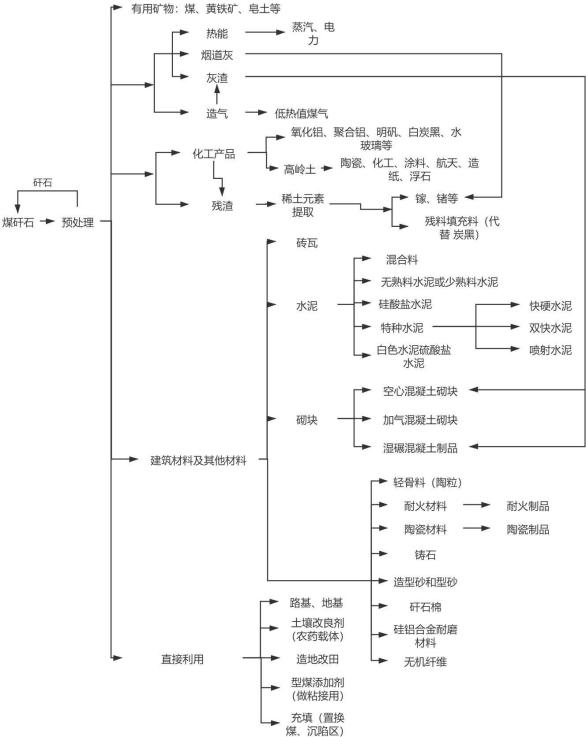 有用矿物：煤、黄铁矿、皂土等
热能
蒸汽、电
力
烟道灰
灰渣
造气
低热值煤气
氧化铝、聚合铝、明矾、白炭黑、水
玻璃等
化工产品
高岭土
陶瓷、化工、涂料、航天、造
纸、浮石
矸石
煤矸石
预处理
残渣
稀土元素
提取
镓、锗等
残料填充料（代
替 炭黑）
砖瓦
水泥
混合料
无熟料水泥或少熟料水泥
硅酸盐水泥
特种水泥
快硬水泥
双快水泥
喷射水泥
白色水泥硫酸盐
水泥
砌块
空心混凝土砌块
加气混凝土砌块
湿碾混凝土制品
建筑材料及其他材料
轻骨料（陶粒）
耐火材料
耐火制品
陶瓷材料
陶瓷制品
铸石
造型砂和型砂
矸石棉
硅铝合金耐磨
材料
无机纤维
直接利用
路基、地基
土壤改良剂
（农药载体）
造地改田
型煤添加剂
（做粘接用）
充填（置换
煤、沉陷区）